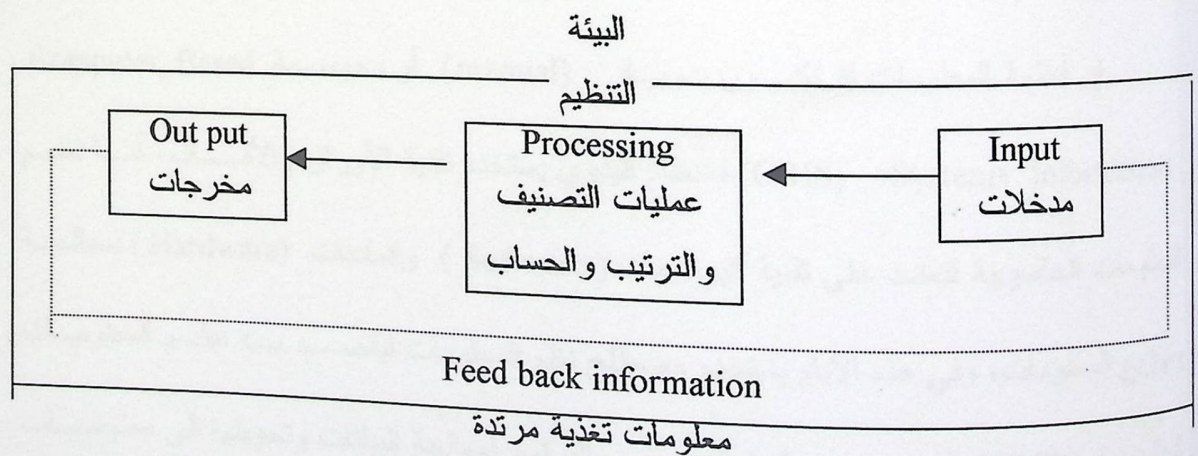 البيئة
التنظيم
Input
مدخلات
Processing
عمليات التصنيف
والترتيب والحساب
Out put
مخرجات
Feed back information
معلومات تغذية مرتدة